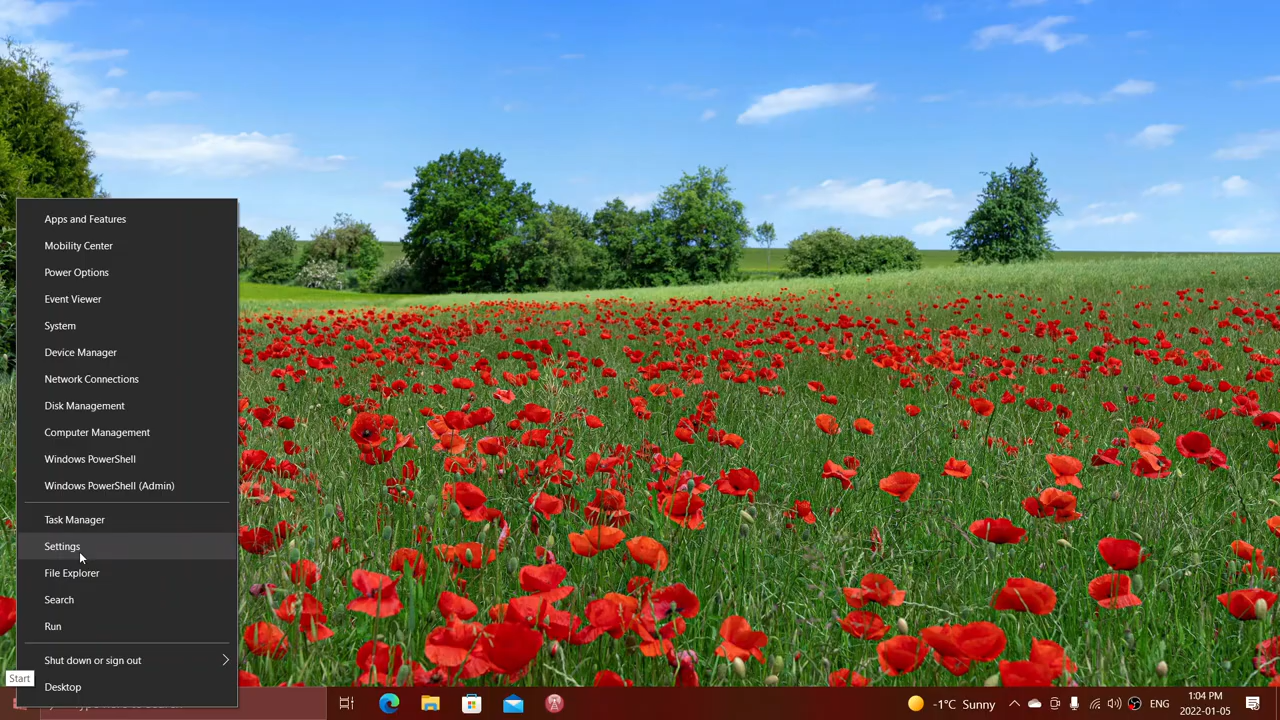 Apps and Features
Mobility Center
Power Options
Event Viewer
System
Device Manager
Network Connections
Disk Management
Computer Management
Windows PowerShell
Windows PowerShell (Admin)
Task Manager
Settings
File Explorer
Search
Run
Shut down or sign out
Desktop
Start
-1°C Sunny
ENG
1:04 PM
2022-01-05